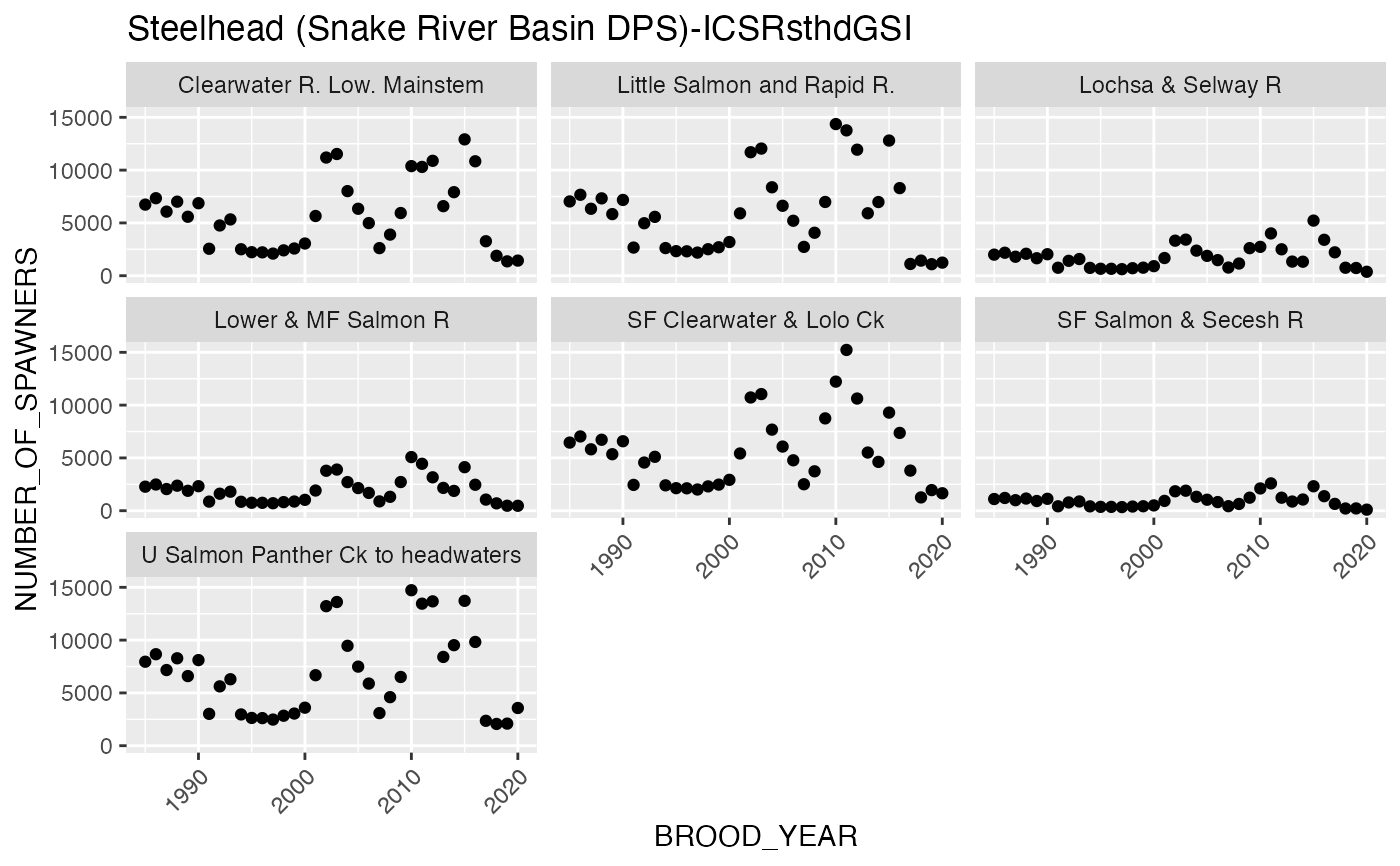 Steelhead (Snake River Basin DPS)-ICSRsthdGSI
Clearwater R. Low. Mainstem
Little Salmon and Rapid R.
Lochsa & Selway R
15000
10000
5000
0
Lower & MF Salmon R
SF Clearwater & Lolo Ck
SF Salmon & Secesh R
15000
10000
5000
0
1990
2000
2010
2020
1990
2000
2010
2020
U Salmon Panther Ck to headwaters
15000
10000
5000
0
1990
2000
2010
2020
NUMBER_OF_SPAWNERS
BROOD_YEAR